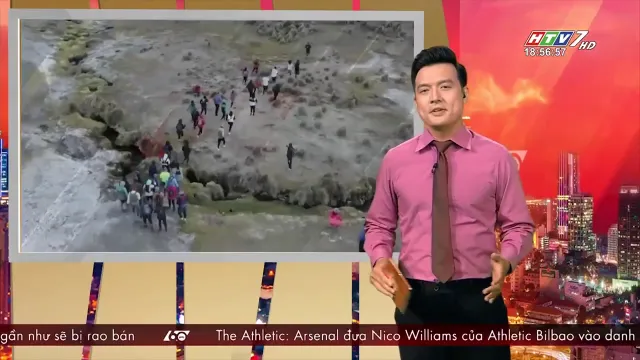 HTV7 HD
18:56:57
gần như sẽ bị rao bán The Athletic: Arsenal đưa Nico Williams của Athletic Bilbao vào danh